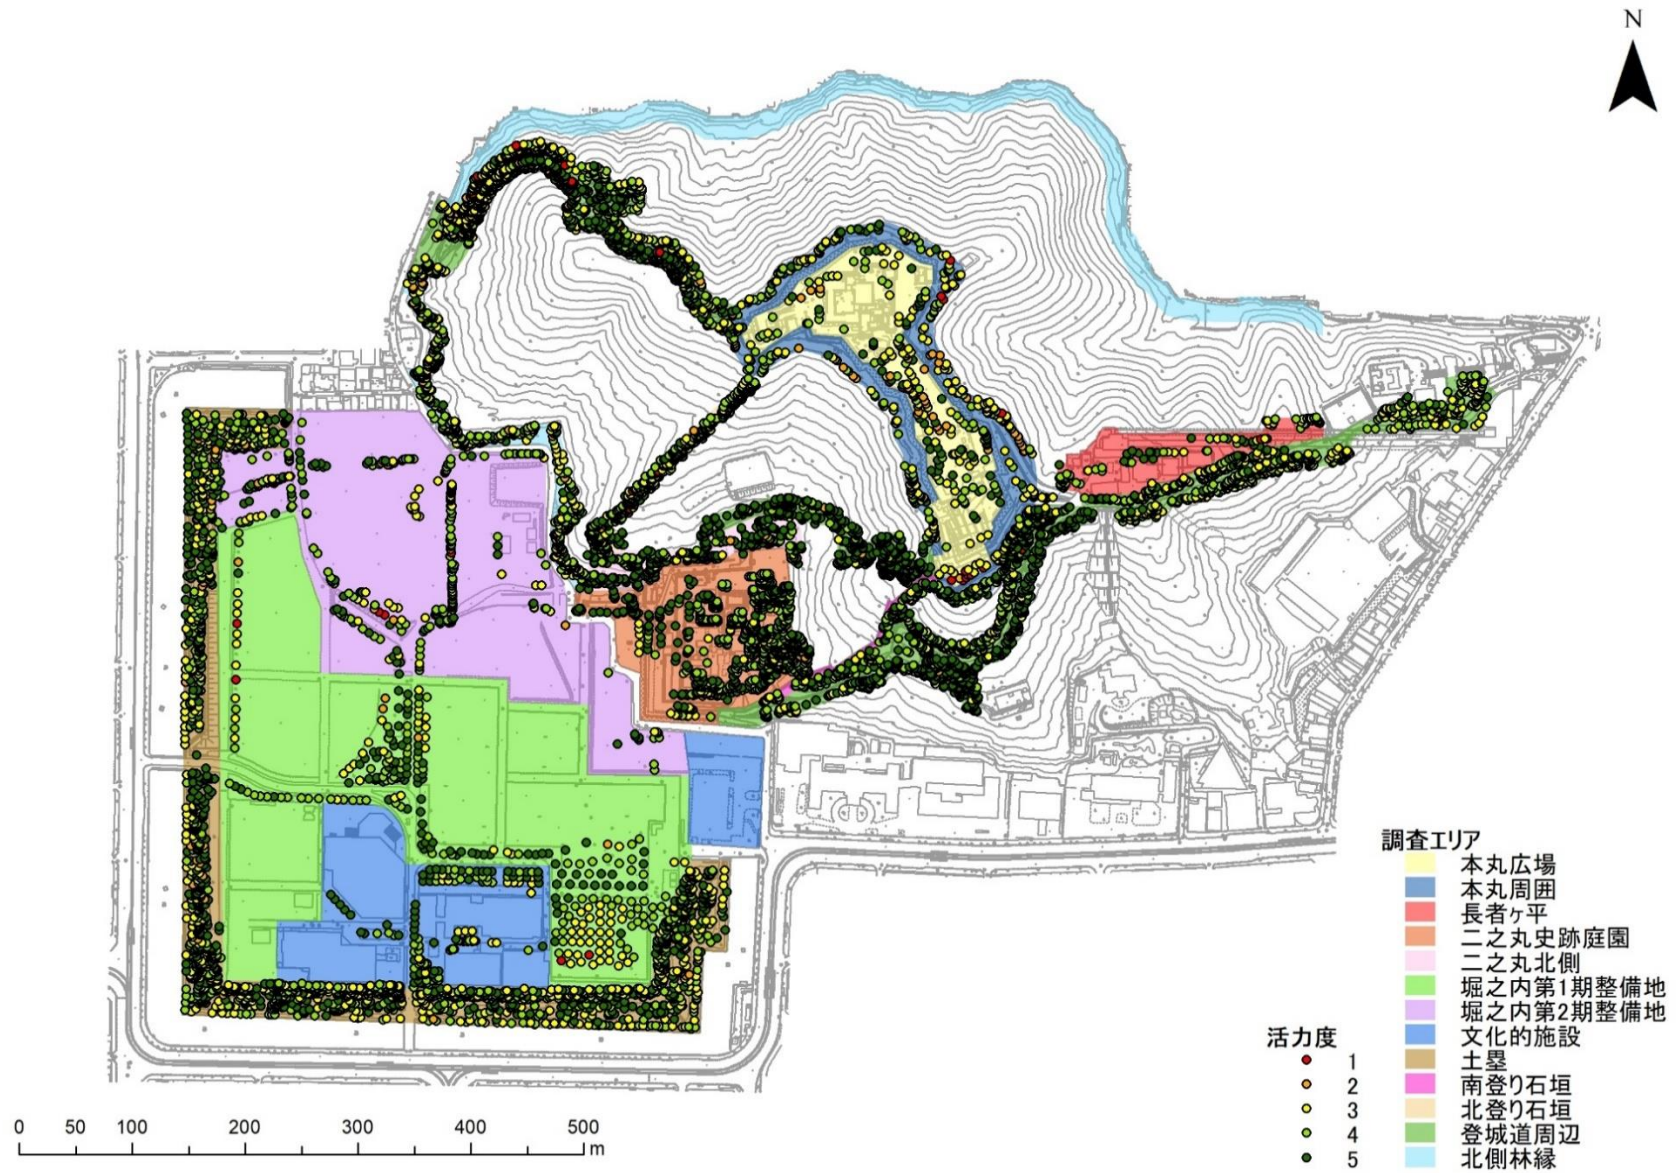 N
調査エリア
本丸広場
本丸周囲
長者ヶ平
二之丸史跡庭園
二之丸北側
堀之内第1期整備地
堀之内第2期整備地
文化的施設
土塁
南登り石垣
北登り石垣
登城道周辺
北側林縁
活力度
1
2
3
4
5
0 50 100 200 300 400 500
m